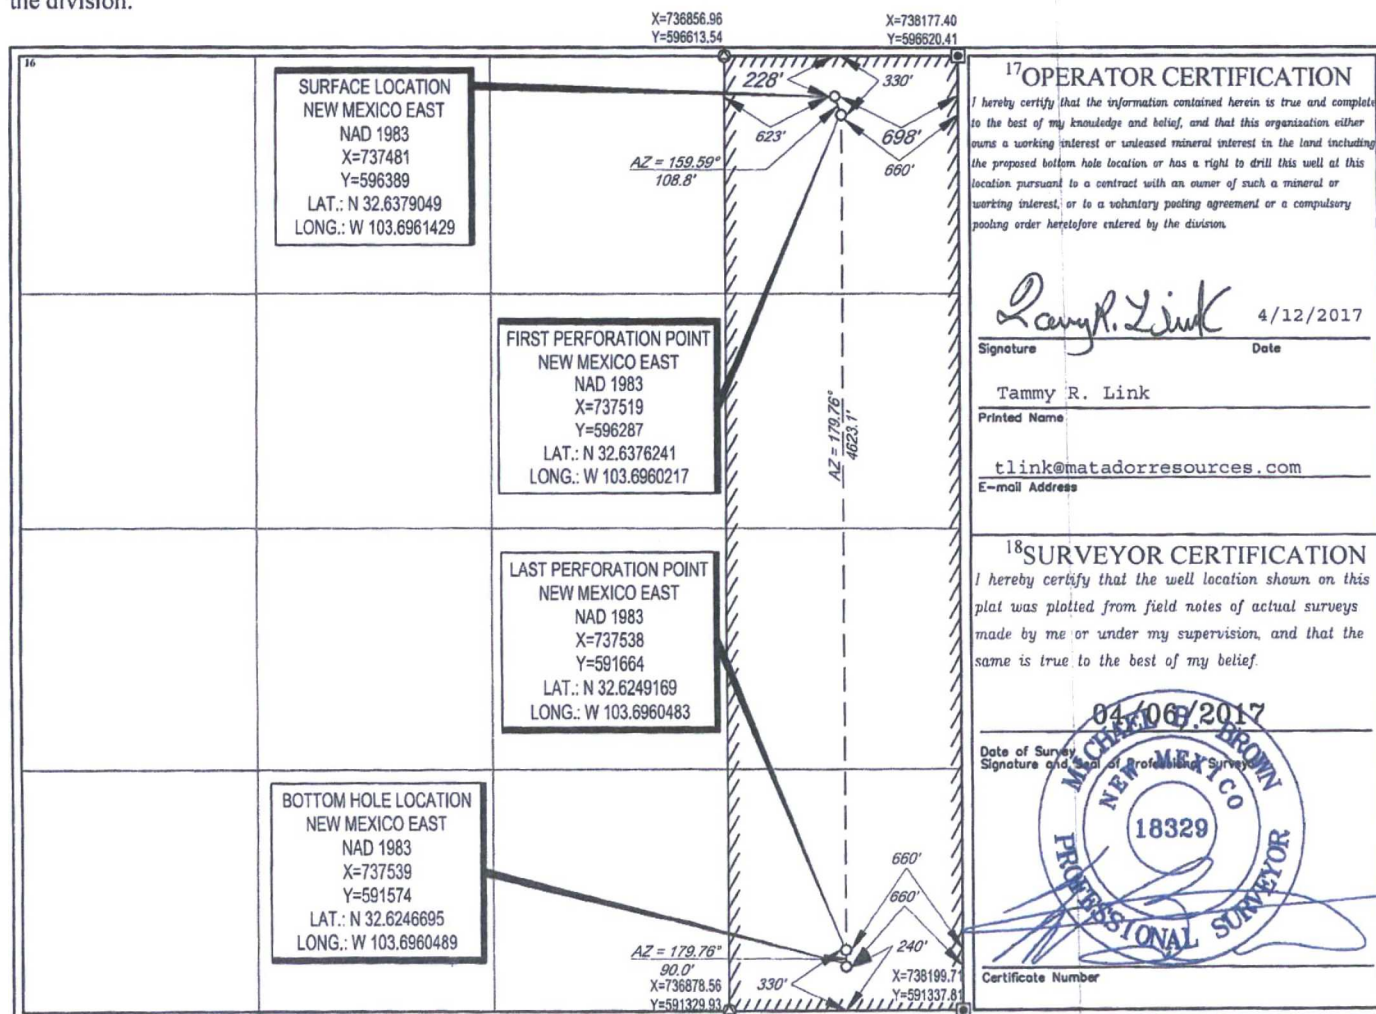 the division.
X=736856.96
Y=596613.54
X=738177.40
Y=596620.41
16
SURFACE LOCATION
NEW MEXICO EAST
NAD 1983
X=737481
Y=596389
LAT.: N 32.6379049
LONG.: W 103.6961429
228'
330'
623'
698'
660'
AZ = 159.59°
108.8'
FIRST PERFORATION POINT
NEW MEXICO EAST
NAD 1983
X=737519
Y=596287
LAT.: N 32.6376241
LONG.: W 103.6960217
AZ = 179.76°
4623.1'
LAST PERFORATION POINT
NEW MEXICO EAST
NAD 1983
X=737538
Y=591664
LAT.: N 32.6249169
LONG.: W 103.6960483
BOTTOM HOLE LOCATION
NEW MEXICO EAST
NAD 1983
X=737539
Y=591574
LAT.: N 32.6246695
LONG.: W 103.6960489
660'
660'
240'
AZ = 179.76°
90.0'
330'
X=736878.56
Y=591329.93
X=738199.71
Y=591337.81
17 OPERATOR CERTIFICATION
I hereby certify that the information contained herein is true and complete
to the best of my knowledge and belief, and that this organization either
owns a working interest or unleased mineral interest in the land including
the proposed bottom hole location or has a right to drill this well at this
location pursuant to a contract with an owner of such a mineral or
working interest, or to a voluntary pooling agreement or a compulsory
pooling order heretofore entered by the division.
4/12/2017
Signature Date
Tammy R. Link
Printed Name
tlink@matadorresources.com
E-mail Address
18 SURVEYOR CERTIFICATION
I hereby certify that the well location shown on this
plat was plotted from field notes of actual surveys
made by me or under my supervision, and that the
same is true to the best of my belief.
04/06/2017
Date of Survey
Signature and Seal of Professional Surveyor
MICHAEL B. BROWN
NEW MEXICO
18329
PROFESSIONAL SURVEYOR
Certificate Number